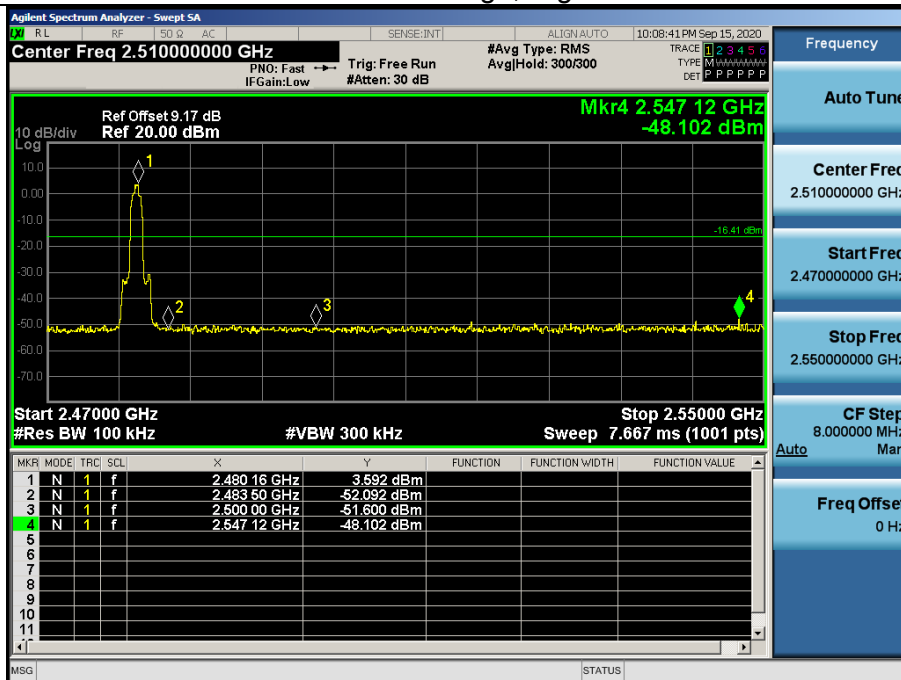 Agilent Spectrum Analyzer - Swept SA
LXI RL RF 50 Ω AC SENSE:INT ALIGN AUTO 10:08:41 PM Sep 15, 2020
Center Freq 2.510000000 GHz
PNO: Fast
IFGain:Low
Trig: Free Run
#Atten: 30 dB
#Avg Type: RMS
Avg|Hold: 300/300
TRACE 1 2 3 4 5 6
TYPE M
DET P P P P P P
Mkr4 2.547 12 GHz
-48.102 dBm
Ref Offset 9.17 dB
10 dB/div Ref 20.00 dBm
Log
10.0
0.00
-10.0
-20.0
-30.0
-40.0
-50.0
-60.0
-70.0
1
2
3
4
-16.41 dBm
Start 2.47000 GHz Stop 2.55000 GHz
#Res BW 100 kHz #VBW 300 kHz Sweep 7.667 ms (1001 pts)
MKR MODE TRC SCL X Y FUNCTION FUNCTION WIDTH FUNCTION VALUE
1 N 1 f 2.480 16 GHz 3.592 dBm
2 N 1 f 2.483 50 GHz -52.092 dBm
3 N 1 f 2.500 00 GHz -51.600 dBm
4 N 1 f 2.547 12 GHz -48.102 dBm
5
6
7
8
9
10
11
MSG STATUS
Frequency
Auto Tune
Center Freq
2.510000000 GHz
Start Freq
2.470000000 GHz
Stop Freq
2.550000000 GHz
CF Step
8.000000 MHz
Auto Man
Freq Offset
0 Hz